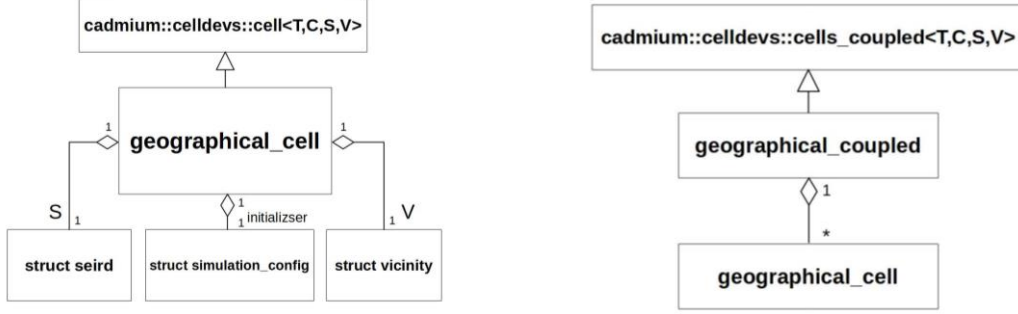 cadmium::celldevs::cell<T,C,S,V>
geographical_cell
1
1
S
1
1
1
initializser
1
V
struct seird
struct simulation_config
struct vicinity
cadmium::celldevs::cells_coupled<T,C,S,V>
geographical_coupled
1
*
geographical_cell